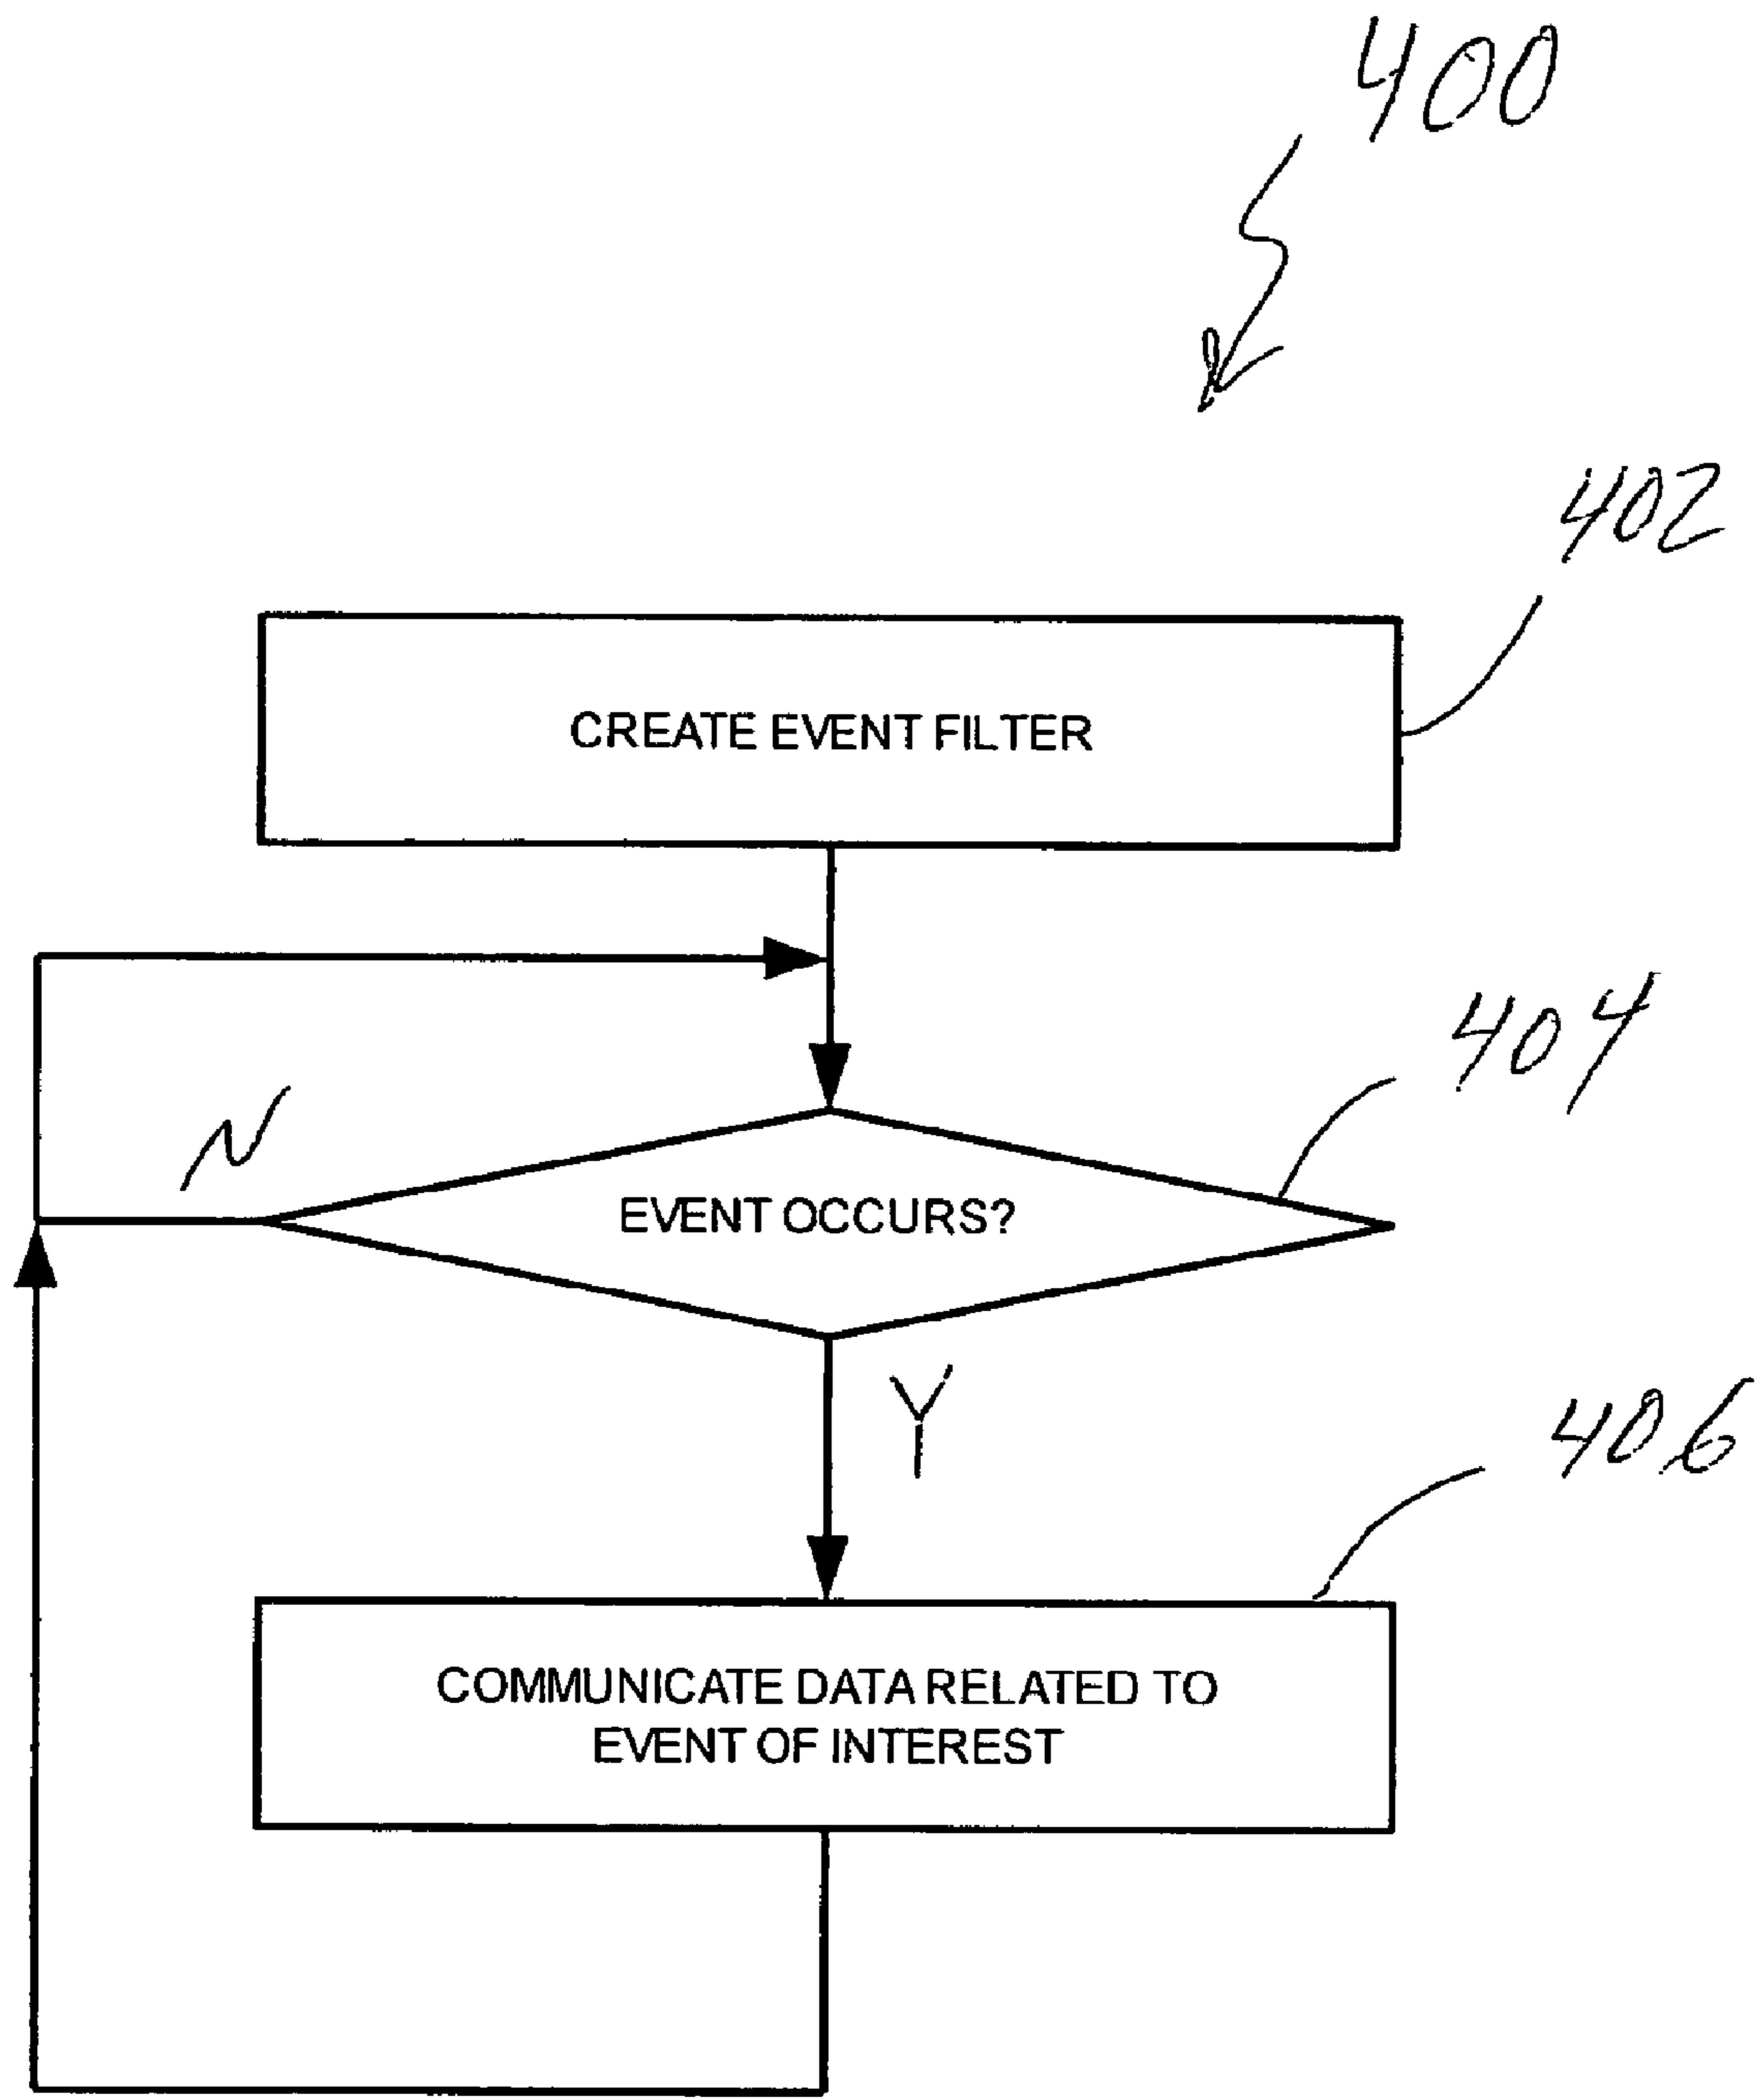 400
402
CREATE EVENT FILTER
404
N
EVENT OCCURS?
Y
406
COMMUNICATE DATA RELATED TO
EVENT OF INTEREST